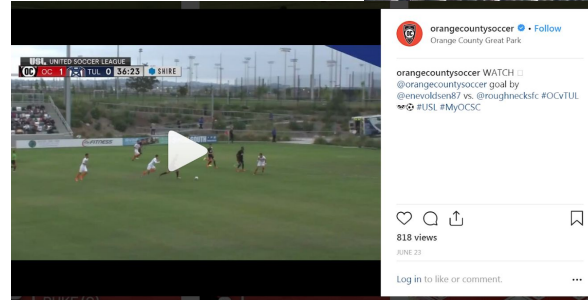 USL UNITED SOCCER LEAGUE
OC OC 1 TUL 0 36:23 SHIRE
FITNESS
orangecountysoccer • Follow
Orange County Great Park
orangecountysoccer WATCH
@orangecountysoccer goal by
@enevoldsen87 vs. @roughnecksfc #OCvTUL
#USL #MyOCSC
818 views
JUNE 23
Log in to like or comment.